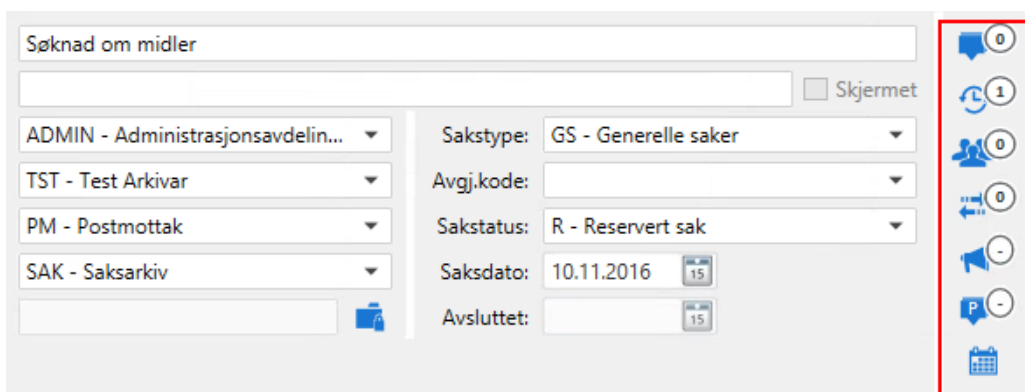 Søknad om midler
0
Skjermet
1
ADMIN - Administrasjonsavdelin...
Sakstype: GS - Generelle saker
0
TST - Test Arkivar
Avgj.kode:
0
PM - Postmottak
Sakstatus: R - Reservert sak
-
SAK - Saksarkiv
Saksdato: 10.11.2016 15
P -
Avsluttet: 15